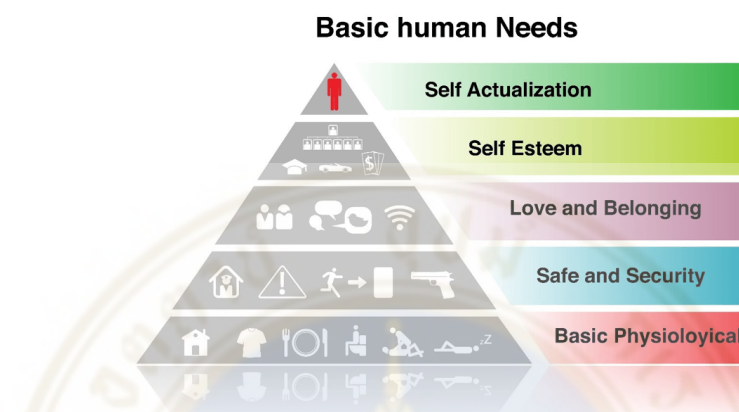 Basic human Needs
Self Actualization
Self Esteem
Love and Belonging
Safe and Security
Basic Physioloyical
$
Z
Z